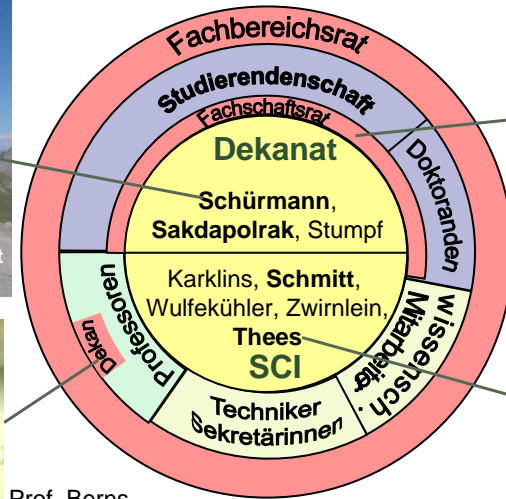 Fachbereichsrat
Studierendenschaft
Fachschaftsrat
Doktoranden
Dekanat
Schürmann,
Sakdapolrak, Stumpf
Karklins, Schmitt,
Wulfekühler, Zwirnlein,
Thees
SCI
Professoren
Dekan
wissensch.
Mitarbeiter
Techniker
Sekretärinnen
Prof. Berns